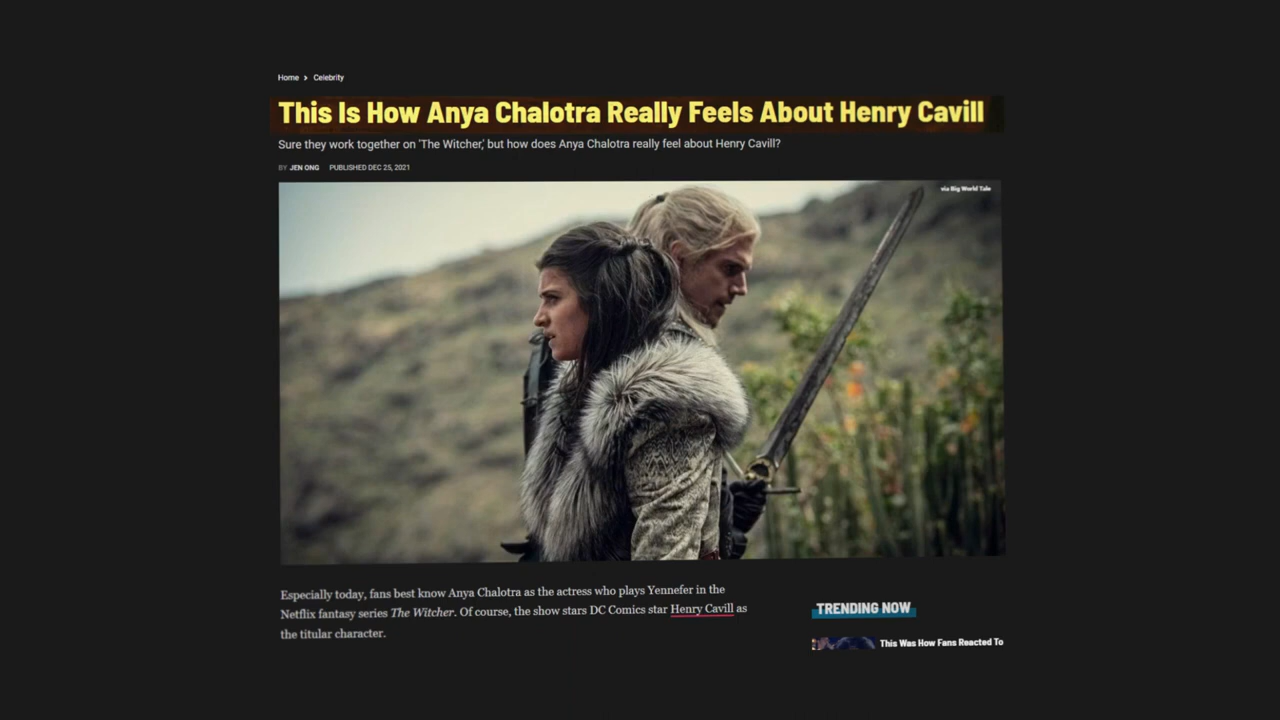 Home > Celebrity
This Is How Anya Chalotra Really Feels About Henry Cavill
Sure they work together on 'The Witcher,' but how does Anya Chalotra really feel about Henry Cavill?
BY JEN ONG PUBLISHED DEC 25, 2021
via Big World Tale
Especially today, fans best know Anya Chalotra as the actress who plays Yennefer in the
Netflix fantasy series The Witcher. Of course, the show stars DC Comics star Henry Cavill as
the titular character.
TRENDING NOW
This Was How Fans Reacted To